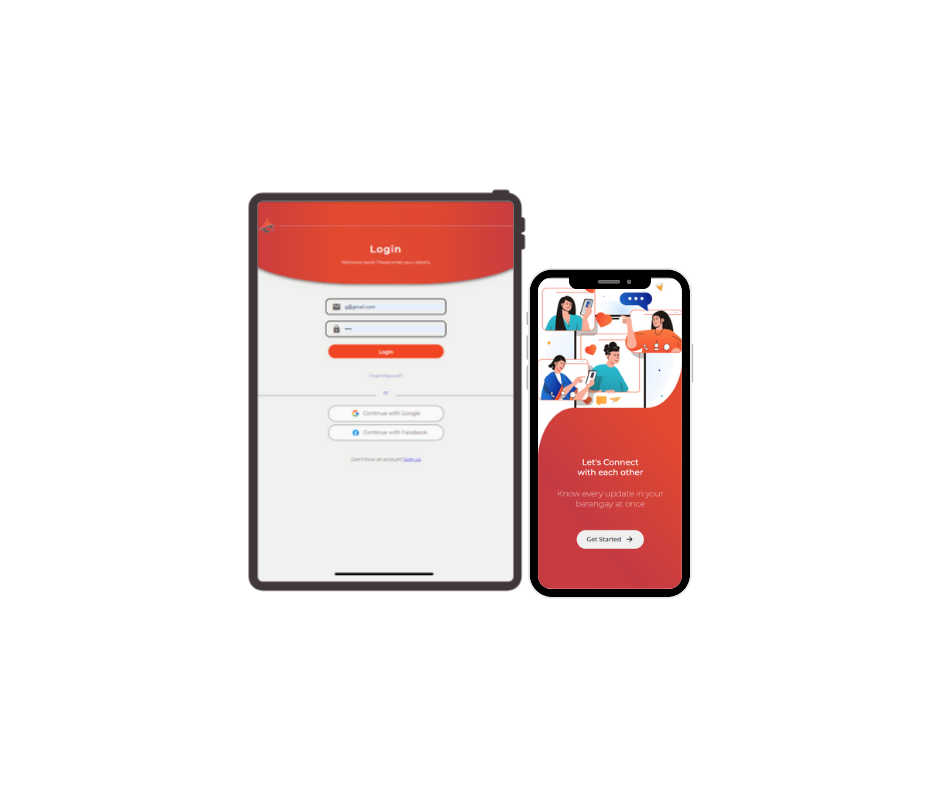 Login
Welcome back! Please enter your details.
a@gmail.com
••••
Login
Forgot Password?
or
Continue with Google
Continue with Facebook
Don't have an account? Sign up
Let's Connect
with each other
Know every update in your
barangay at once
Get Started